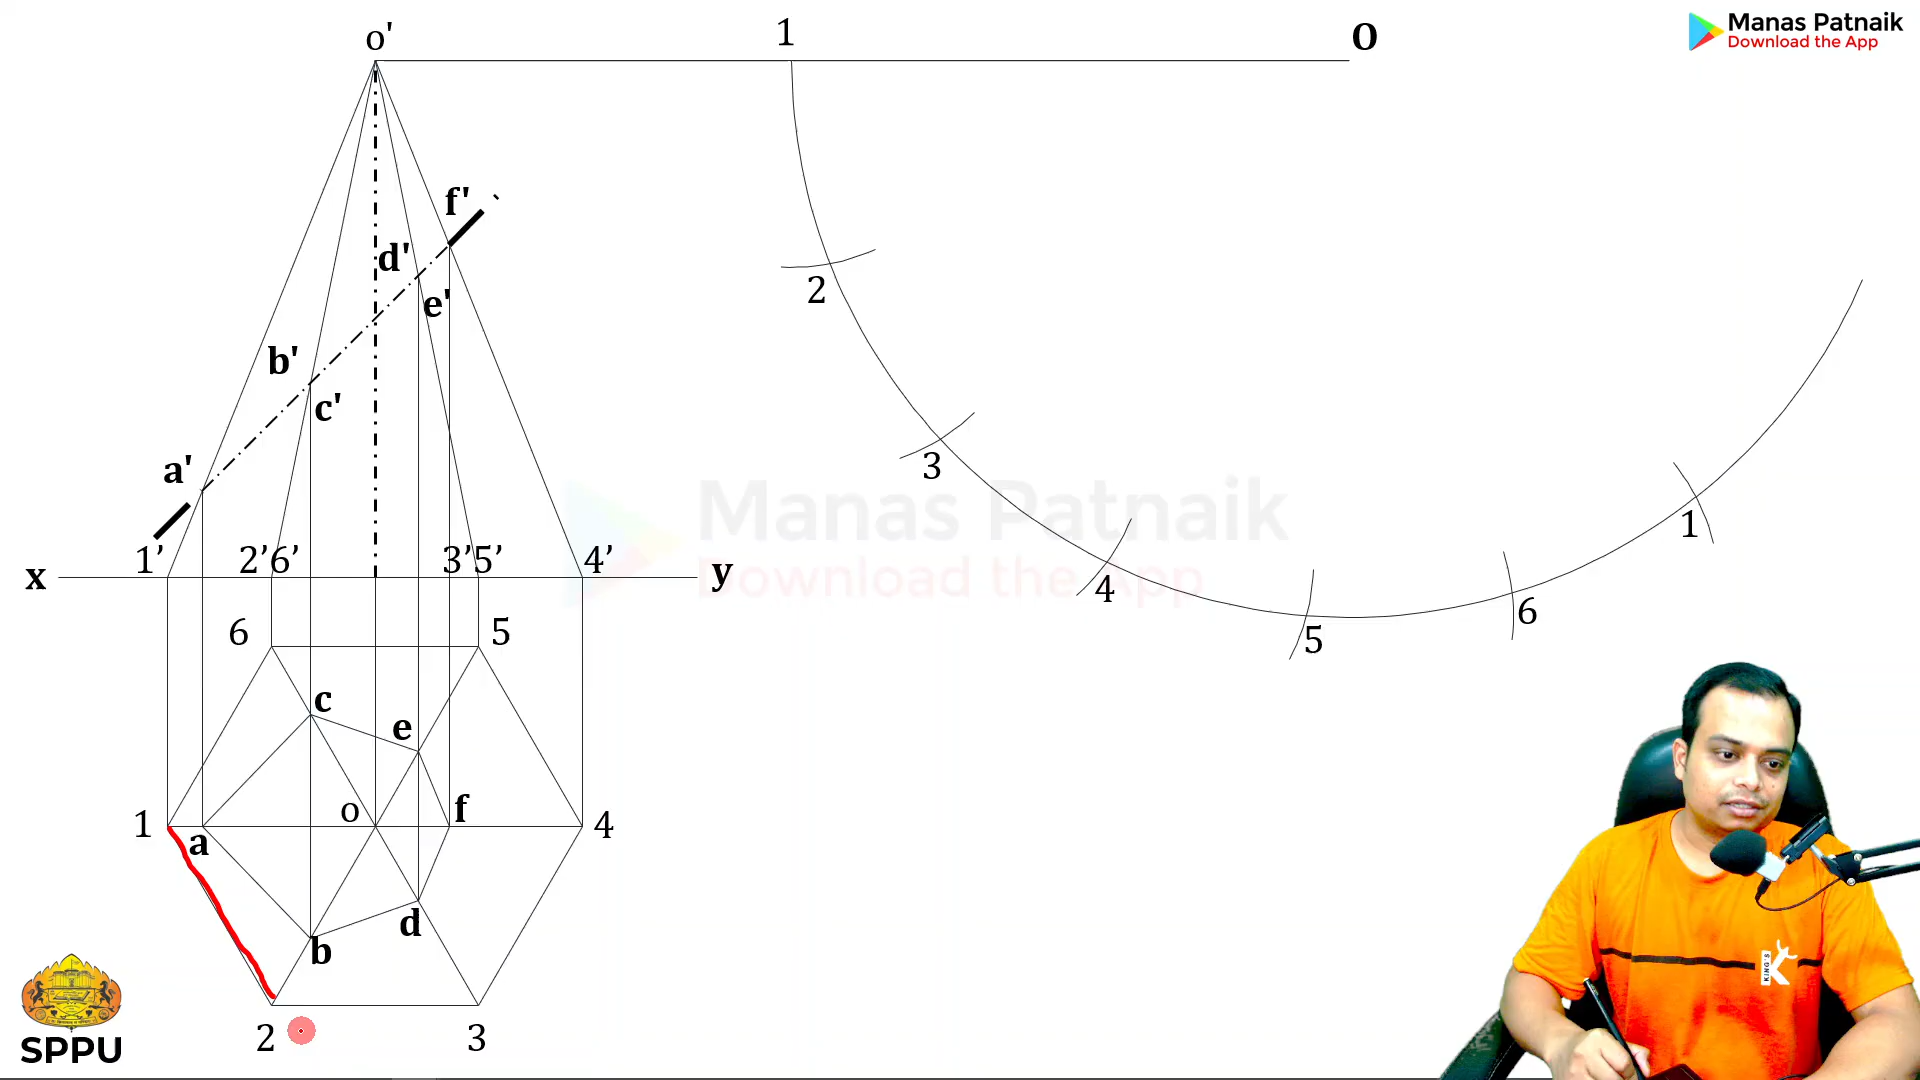 o'
1
O
Manas Patnaik
Download the App
f'
d'
e'
2
b'
c'
3
a'
Manas Patnaik
Download the App
1
1’
2’6’
3’5’
4’
x
y
4
6
5
6
5
c
e
o
f
1
a
4
d
b
2
3
SPPU
KING'S
K